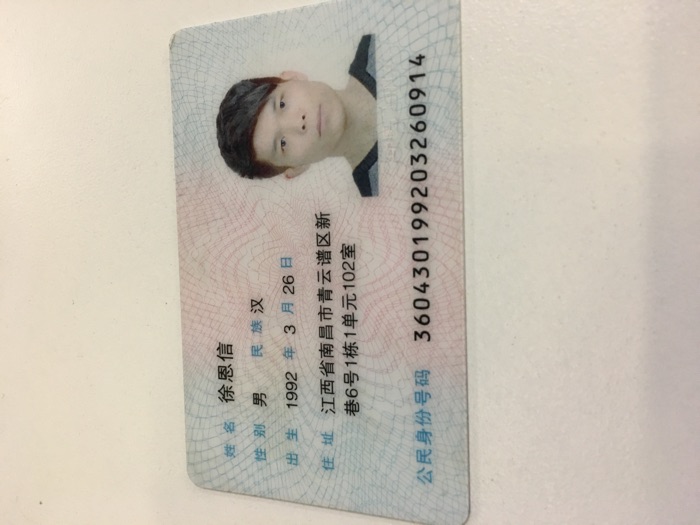 姓名 徐恩信
性别 男 民族 汉
出生 1992 年 3 月 26 日
住址 江西省南昌市青云谱区新
巷6号1栋1单元102室
公民身份号码 360430199203260914